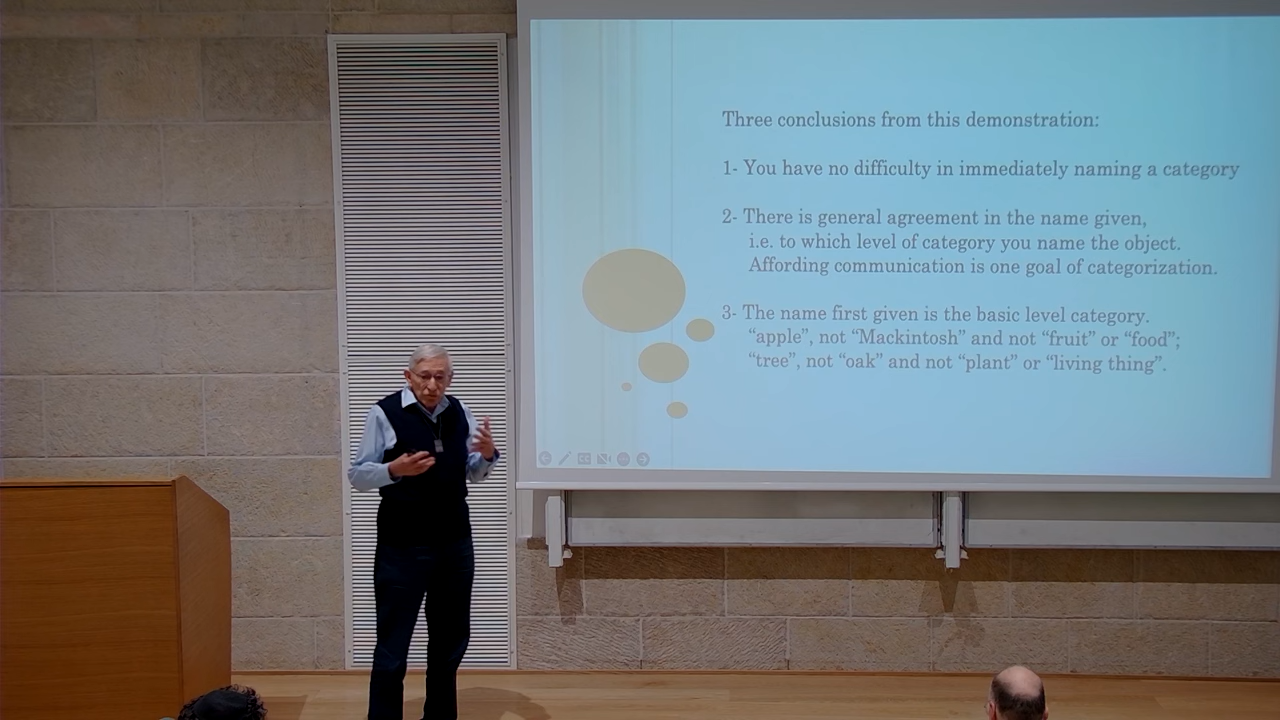 Three conclusions from this demonstration:
1- You have no difficulty in immediately naming a category
2- There is general agreement in the name given,
i.e. to which level of category you name the object.
Affording communication is one goal of categorization.
3- The name first given is the basic level category.
“apple”, not “Mackintosh” and not “fruit” or “food”;
“tree”, not “oak” and not “plant” or “living thing”.